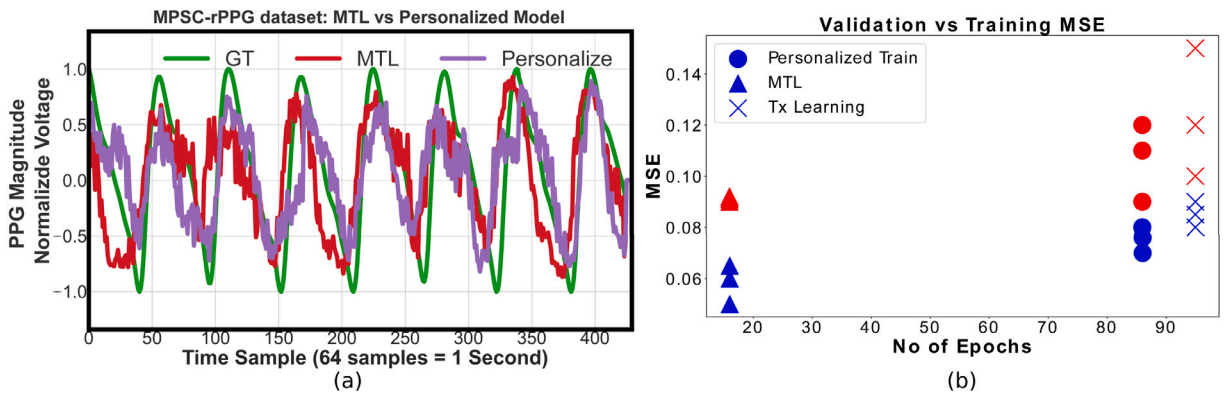 MPSC-rPPG dataset: MTL vs Personalized Model
GT MTL Personalize
PPG Magnitude
Normalizde Voltage
1.0
0.5
0.0
−0.5
−1.0
0 50 100 150 200 250 300 350 400
Time Sample (64 samples = 1 Second)
(a)
Validation vs Training MSE
Personalized Train
MTL
Tx Learning
MSE
0.14
0.12
0.10
0.08
0.06
20 30 40 50 60 70 80 90
No of Epochs
(b)